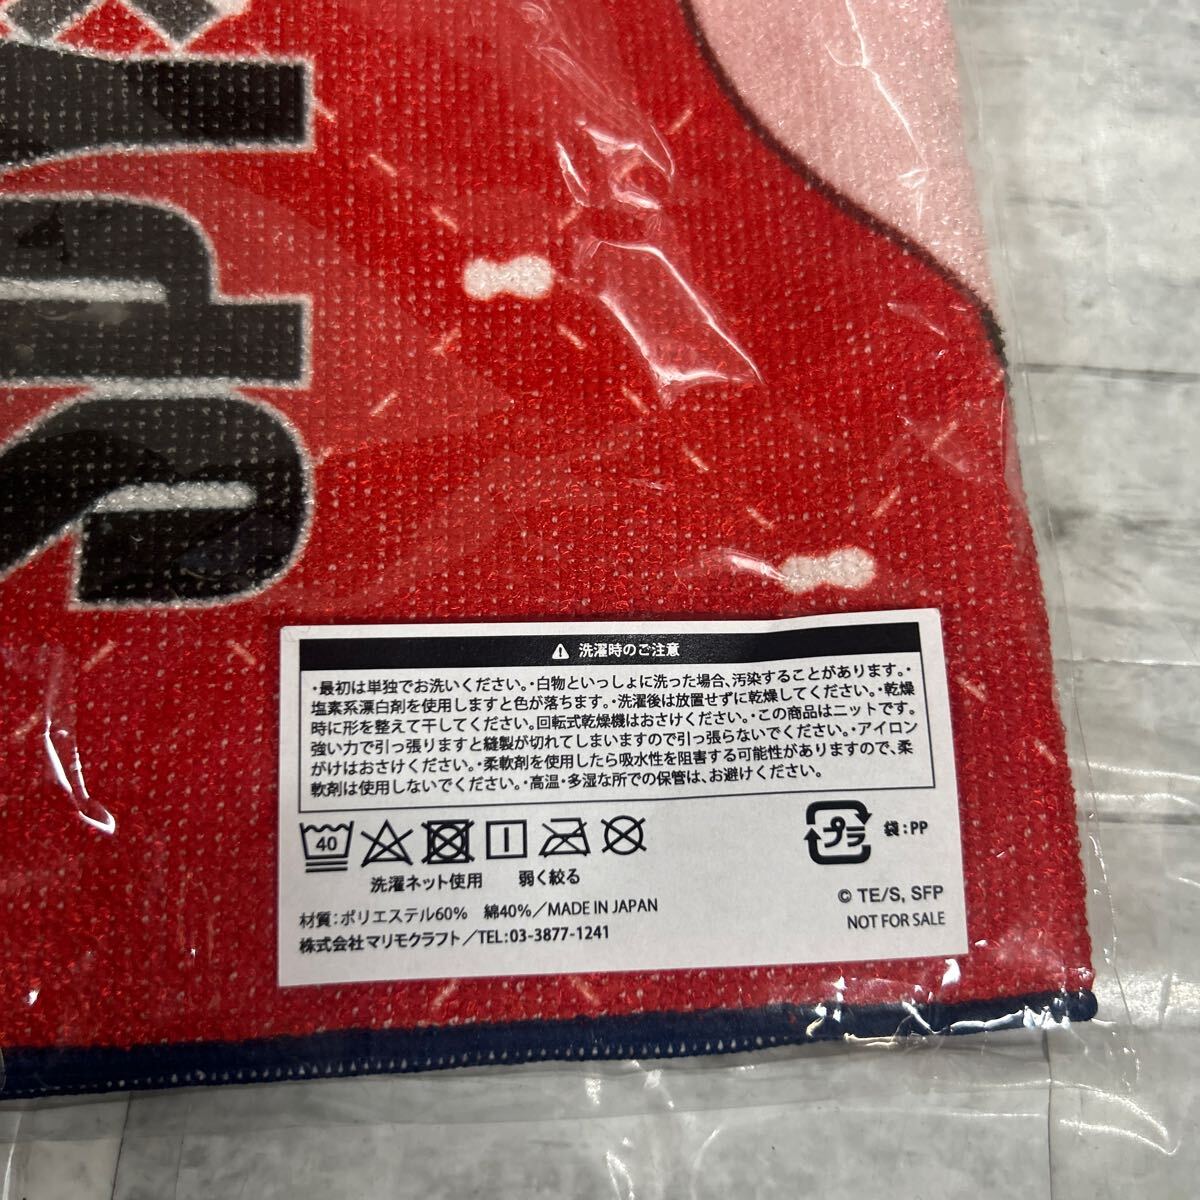 ⚠ 洗濯時のご注意
・最初は単独でお洗いください。・白物といっしょに洗った場合、汚染することがあります。・
塩素系漂白剤を使用しますと色が落ちます。・洗濯後は放置せずに乾燥してください。・乾燥
時に形を整えて干してください。回転式乾燥機はおさけください。・この商品はニットです。
強い力で引っ張りますと縫製が切れてしまいますので引っ張らないでください。・アイロン
がけはおさけください。・柔軟剤を使用したら吸水性を阻害する可能性がありますので、柔
軟剤は使用しないでください。・高温・多湿な所での保管は、お避けください。
40
プラ
袋：PP
洗濯ネット使用 弱く絞る
© TE/S, SFP
NOT FOR SALE
材質：ポリエステル60% 綿40%／MADE IN JAPAN
株式会社マリモクラフト／TEL：03-3877-1241